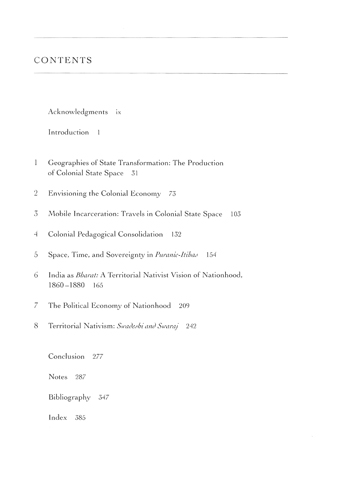 CONTENTS
Acknowledgments ix
Introduction 1
1 Geographies of State Transformation: The Production
of Colonial State Space 31
2 Envisioning the Colonial Economy 73
3 Mobile Incarceration: Travels in Colonial State Space 103
4 Colonial Pedagogical Consolidation 132
5 Space, Time, and Sovereignty in Puranic-Itihas 154
6 India as Bharat: A Territorial Nativist Vision of Nationhood,
1860–1880 165
7 The Political Economy of Nationhood 209
8 Territorial Nativism: Swadeshi and Swaraj 242
Conclusion 277
Notes 287
Bibliography 347
Index 385